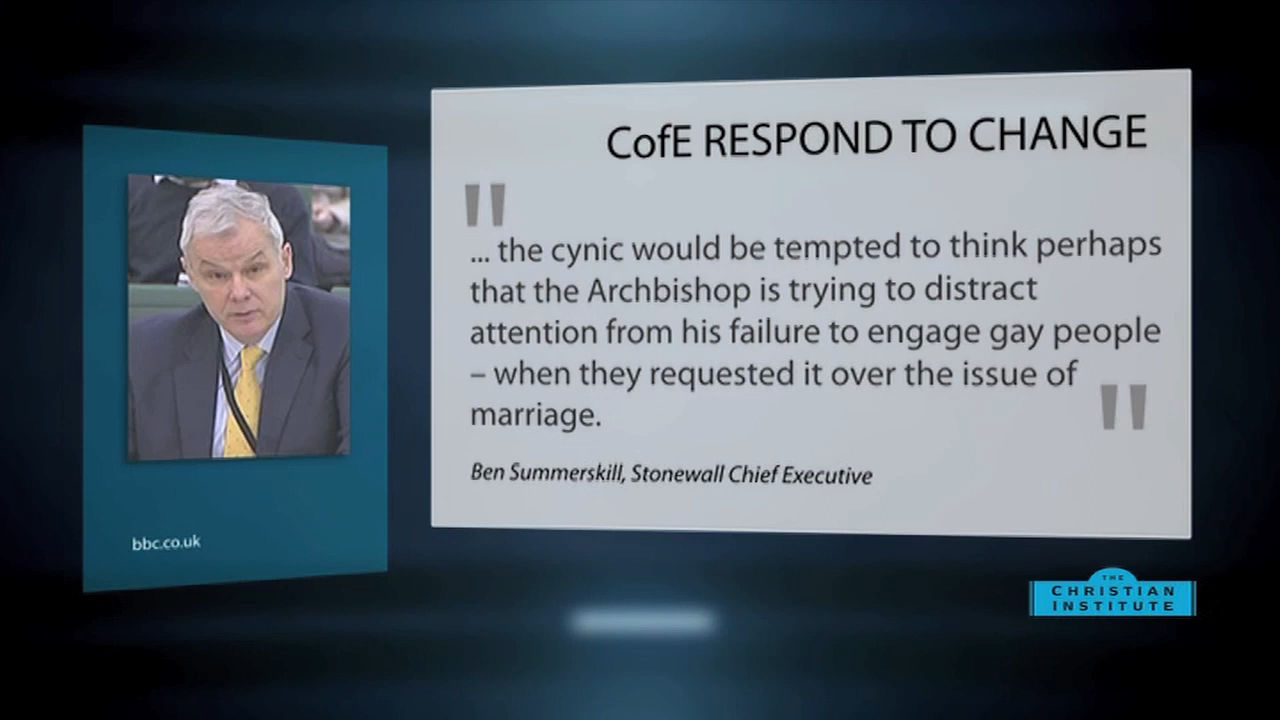 CofE RESPOND TO CHANGE
"
... the cynic would be tempted to think perhaps
that the Archbishop is trying to distract
attention from his failure to engage gay people
– when they requested it over the issue of
marriage.
"
Ben Summerskill, Stonewall Chief Executive
bbc.co.uk
THE
CHRISTIAN
INSTITUTE